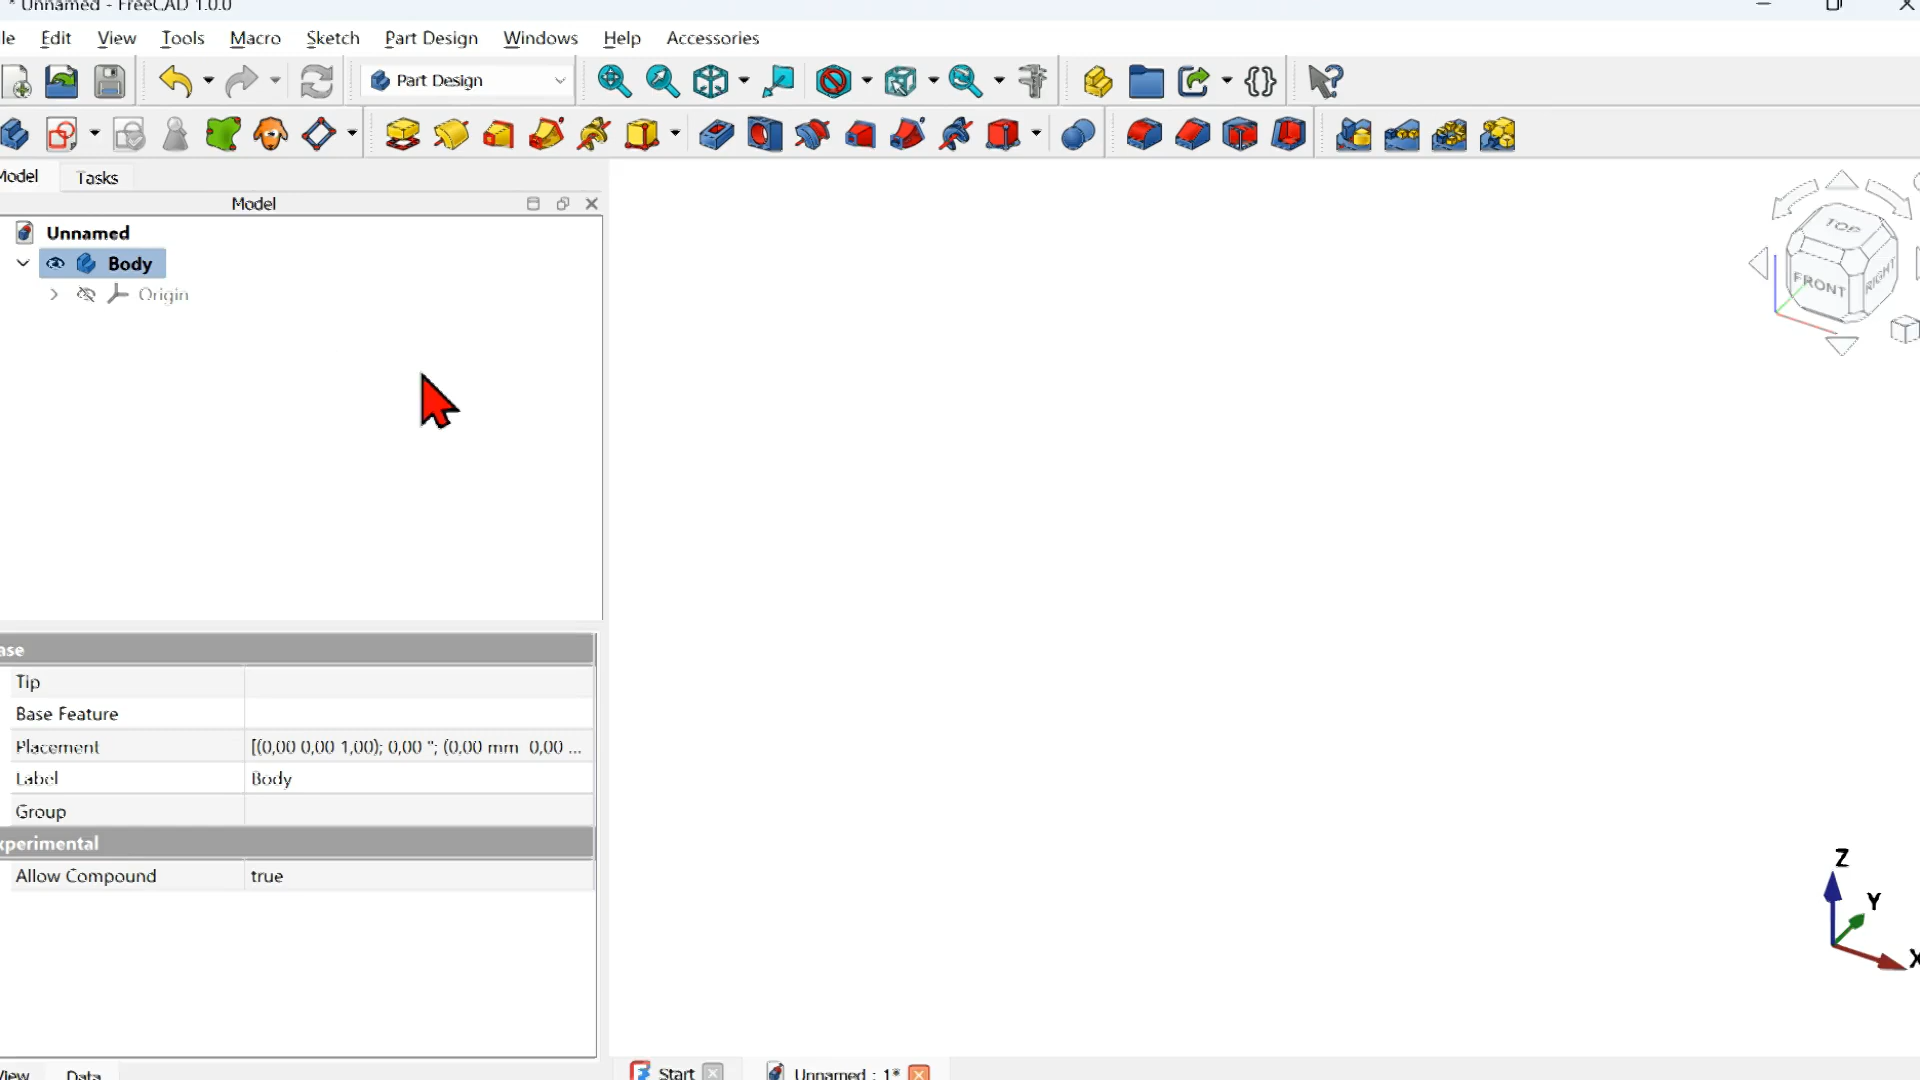 * Unnamed - FreeCAD 1.0.0
le Edit View Tools Macro Sketch Part Design Windows Help Accessories
Part Design
Model Tasks
Model
Unnamed
Body
Origin
TOP
FRONT
RIGHT
ase
Tip
Base Feature
Placement [(0,00 0,00 1,00); 0,00 °; (0,00 mm 0,00 ...
Label Body
Group
xperimental
Allow Compound true
Z
Y
X
View Data
Start
Unnamed : 1*